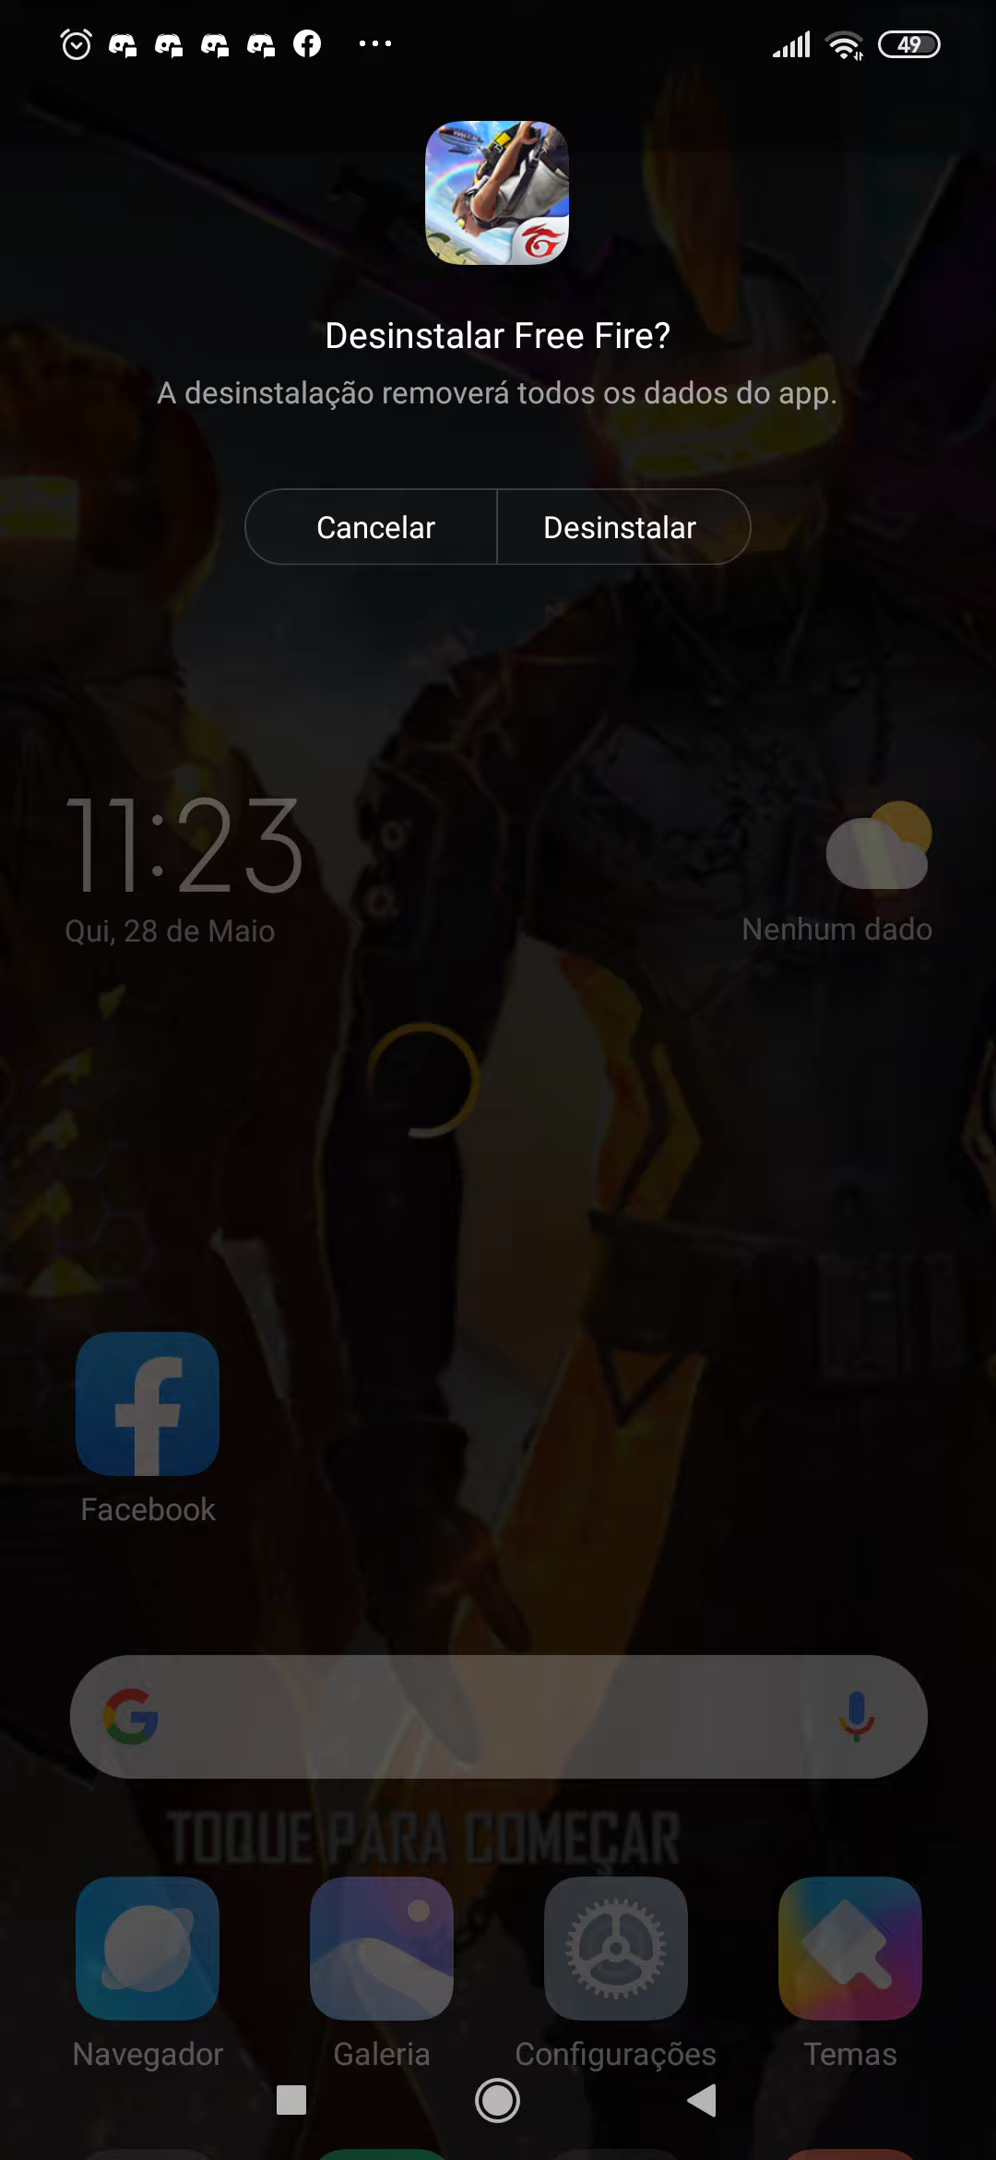 49
Desinstalar Free Fire?
A desinstalação removerá todos os dados do app.
Cancelar
Desinstalar
11:23
Qui, 28 de Maio
Nenhum dado
Facebook
TOQUE PARA COMEÇAR
Navegador
Galeria
Configurações
Temas